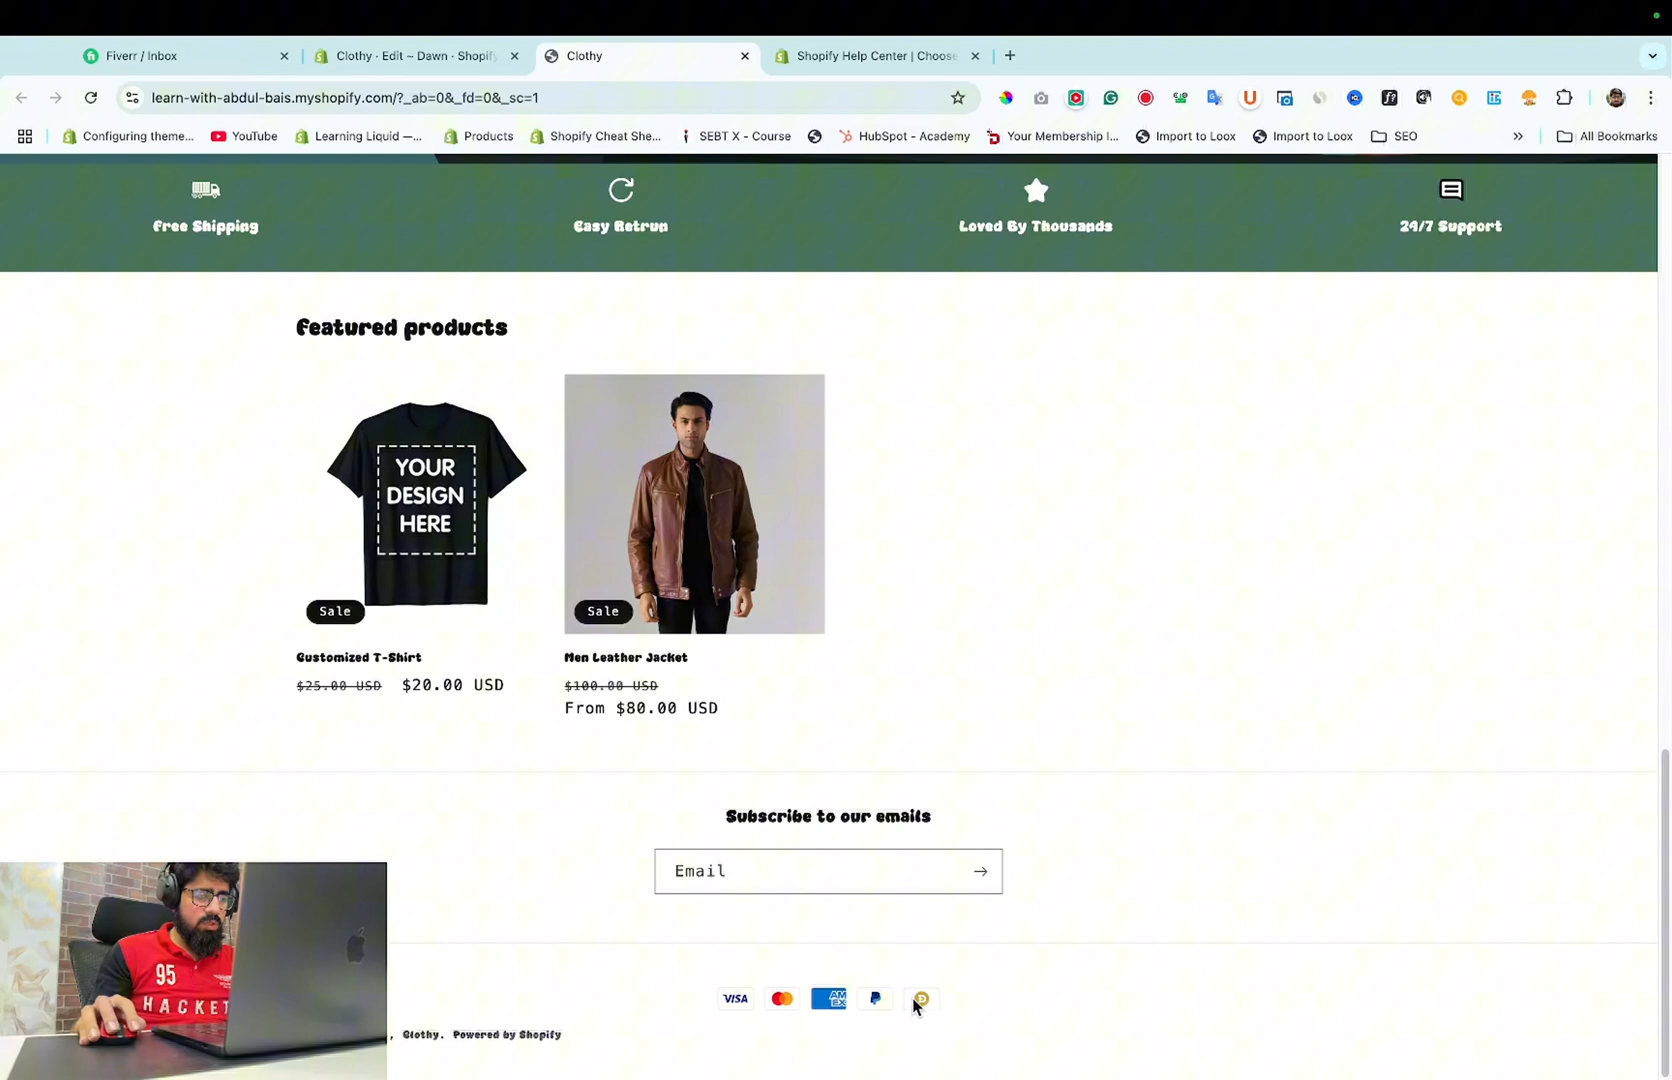 Fiverr / Inbox
Clothy · Edit ~ Dawn · Shopify
Clothy
Shopify Help Center | Choose
learn-with-abdul-bais.myshopify.com/?_ab=0&_fd=0&_sc=1
Configuring theme...
YouTube
Learning Liquid —...
Products
Shopify Cheat She...
SEBT X - Course
HubSpot - Academy
Your Membership I...
Import to Loox
Import to Loox
SEO
»
All Bookmarks
Free Shipping
Easy Retrun
Loved By Thousands
24/7 Support
Featured products
YOUR
DESIGN
HERE
Sale
Sale
Customized T-Shirt
Men Leather Jacket
$25.00 USD $20.00 USD
$100.00 USD
From $80.00 USD
Subscribe to our emails
Email
95
HACKET
VISA
AM
EX
, Clothy. Powered by Shopify